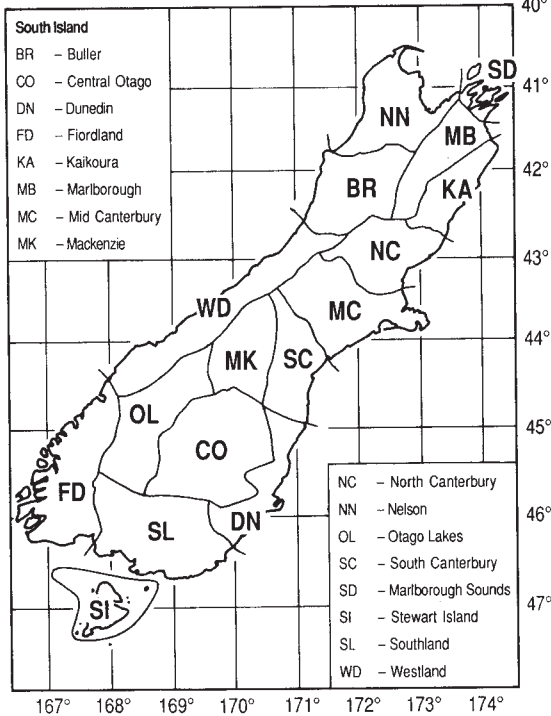 40°
South Island
BR – Buller
CO – Central Otago
DN – Dunedin
FD – Fiordland
KA – Kaikoura
MB – Marlborough
MC – Mid Canterbury
MK – Mackenzie
SD
41°
NN
MB
42°
BR
KA
NC
43°
WD
MC
44°
MK
SC
OL
45°
CO
FD
SL
DN
46°
SI
47°
NC – North Canterbury
NN – Nelson
OL – Otago Lakes
SC – South Canterbury
SD – Marlborough Sounds
SI – Stewart Island
SL – Southland
WD – Westland
167° 168° 169° 170° 171° 172° 173° 174°